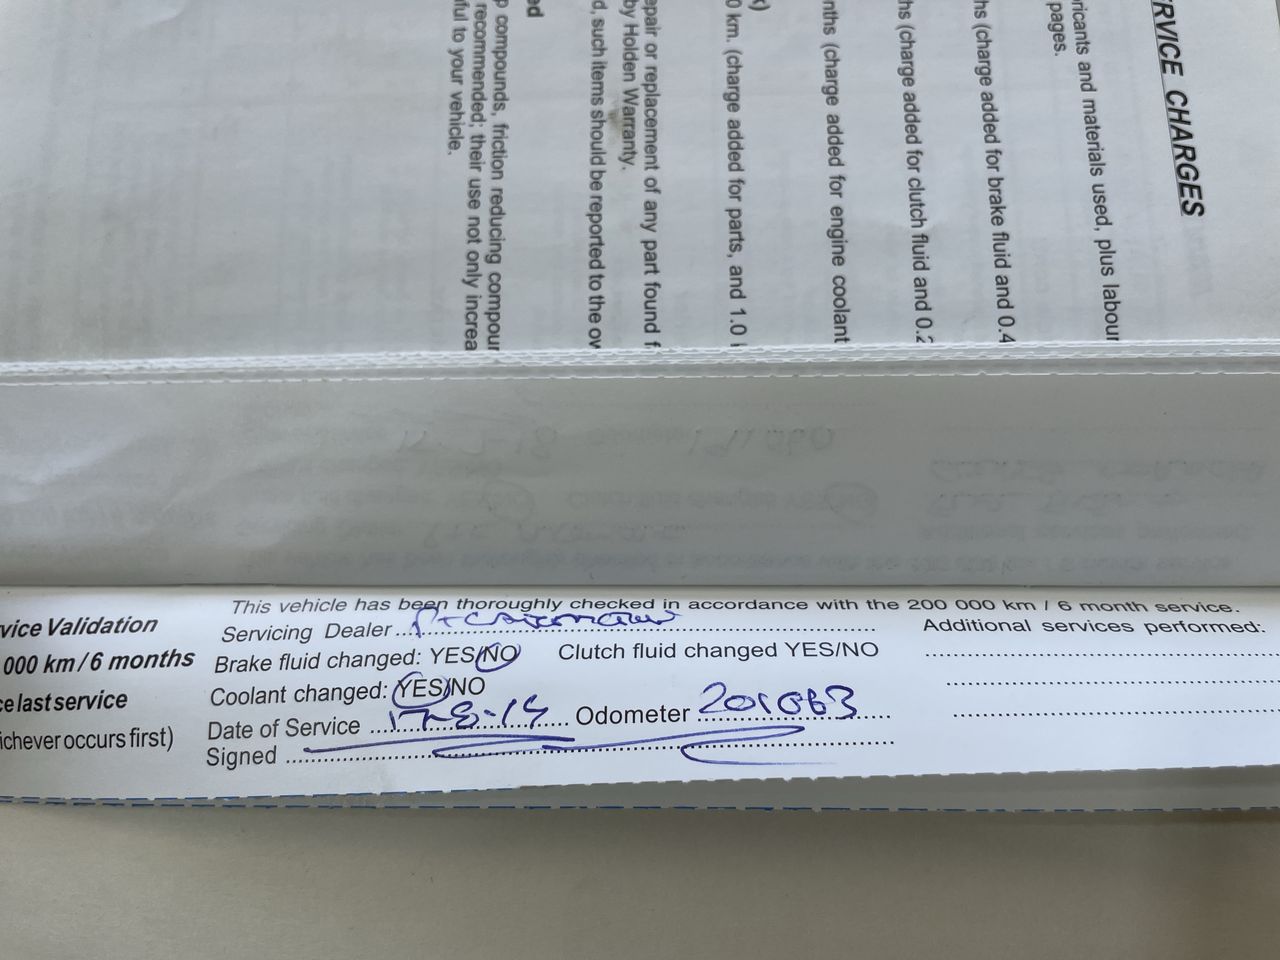 RVICE CHARGES
ricants and materials used, plus labour
pages.
hs (charge added for brake fluid and 0.4
hs (charge added for clutch fluid and 0.2
nths (charge added for engine coolant
0 km. (charge added for parts, and 1.0
k)
epair or replacement of any part found f
by Holden Warranty.
d, such items should be reported to the ow
ed
p compounds, friction reducing compour
recommended; their use not only increa
ful to your vehicle.
vice Validation
000 km / 6 months
ce last service
ichever occurs first)
This vehicle has been thoroughly checked in accordance with the 200 000 km / 6 month service.
Servicing Dealer
Brake fluid changed: YES/NO Clutch fluid changed YES/NO
Coolant changed: YES/NO
Date of Service 17-8-19 Odometer 201063
Signed
Additional services performed: